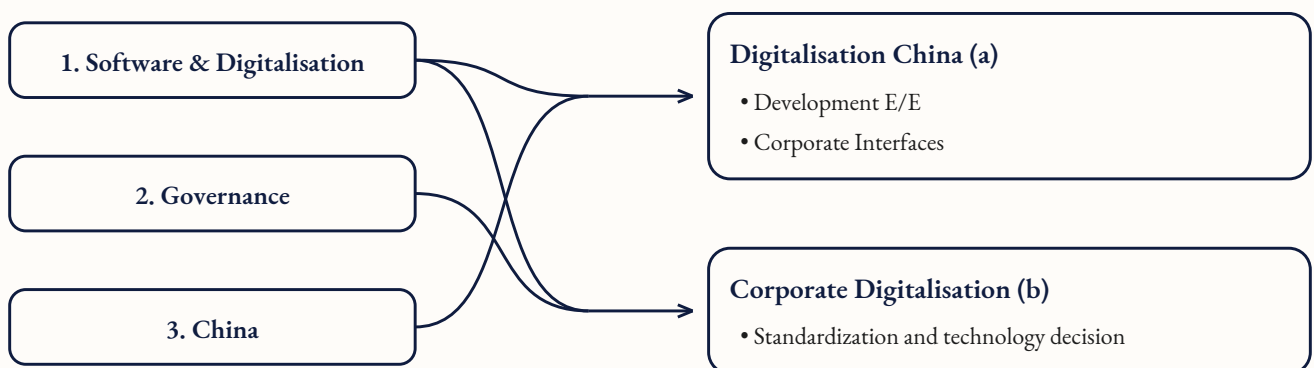 1. Software & Digitalisation
2. Governance
3. China
Digitalisation China (a)
• Development E/E
• Corporate Interfaces
Corporate Digitalisation (b)
• Standardization and technology decision